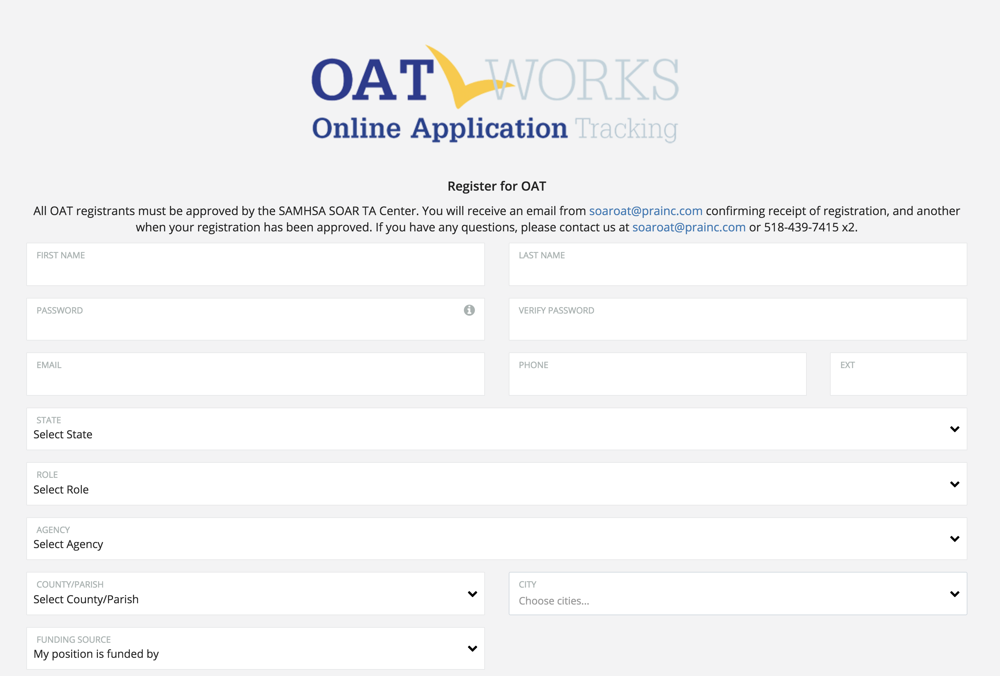 OAT WORKS
Online Application Tracking
Register for OAT
All OAT registrants must be approved by the SAMHSA SOAR TA Center. You will receive an email from soaroat@prainc.com confirming receipt of registration, and another
when your registration has been approved. If you have any questions, please contact us at soaroat@prainc.com or 518-439-7415 x2.
FIRST NAME
LAST NAME
PASSWORD
VERIFY PASSWORD
EMAIL
PHONE
EXT
STATE
Select State
ROLE
Select Role
AGENCY
Select Agency
COUNTY/PARISH
Select County/Parish
CITY
Choose cities...
FUNDING SOURCE
My position is funded by